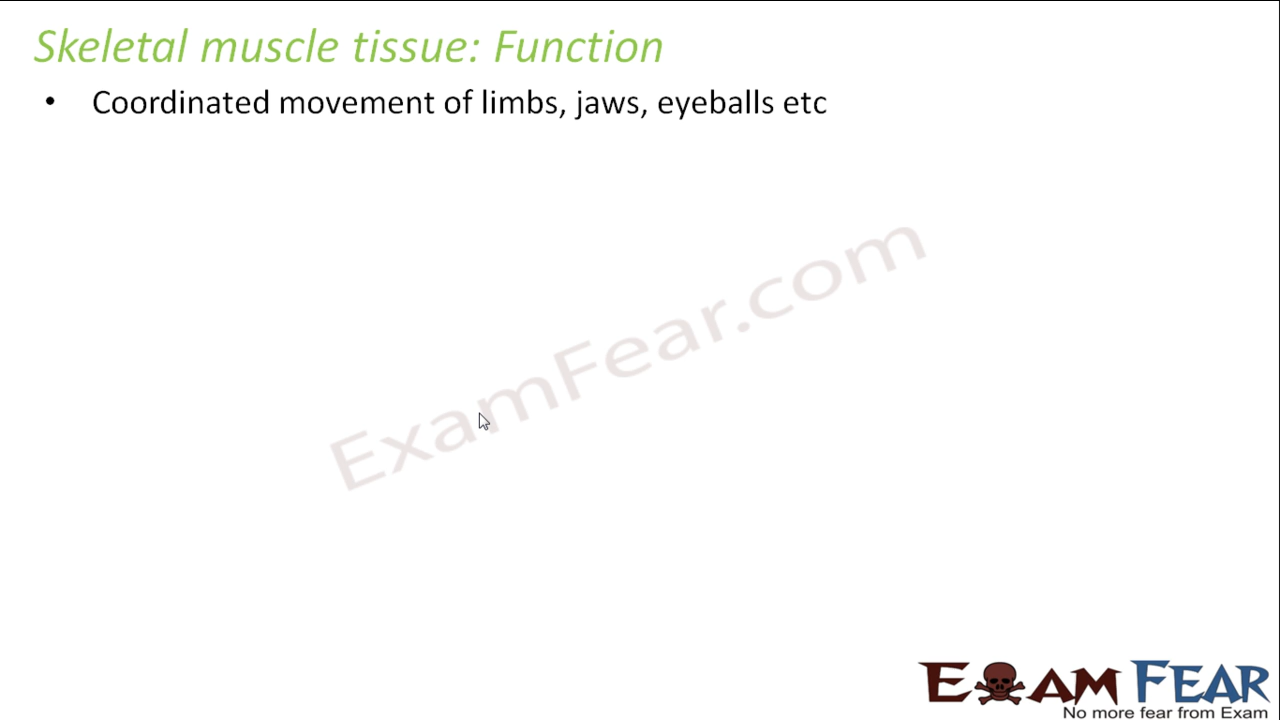 Skeletal muscle tissue: Function
• Coordinated movement of limbs, jaws, eyeballs etc
ExamFear.com
EXAM FEAR
No more fear from Exam